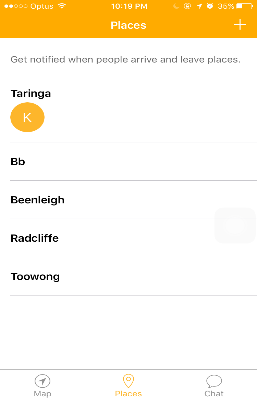 Optus 10:19 PM 35%
Places
Get notified when people arrive and leave places.
Taringa
K
Bb
Beenleigh
Radcliffe
Toowong
Map Places Chat